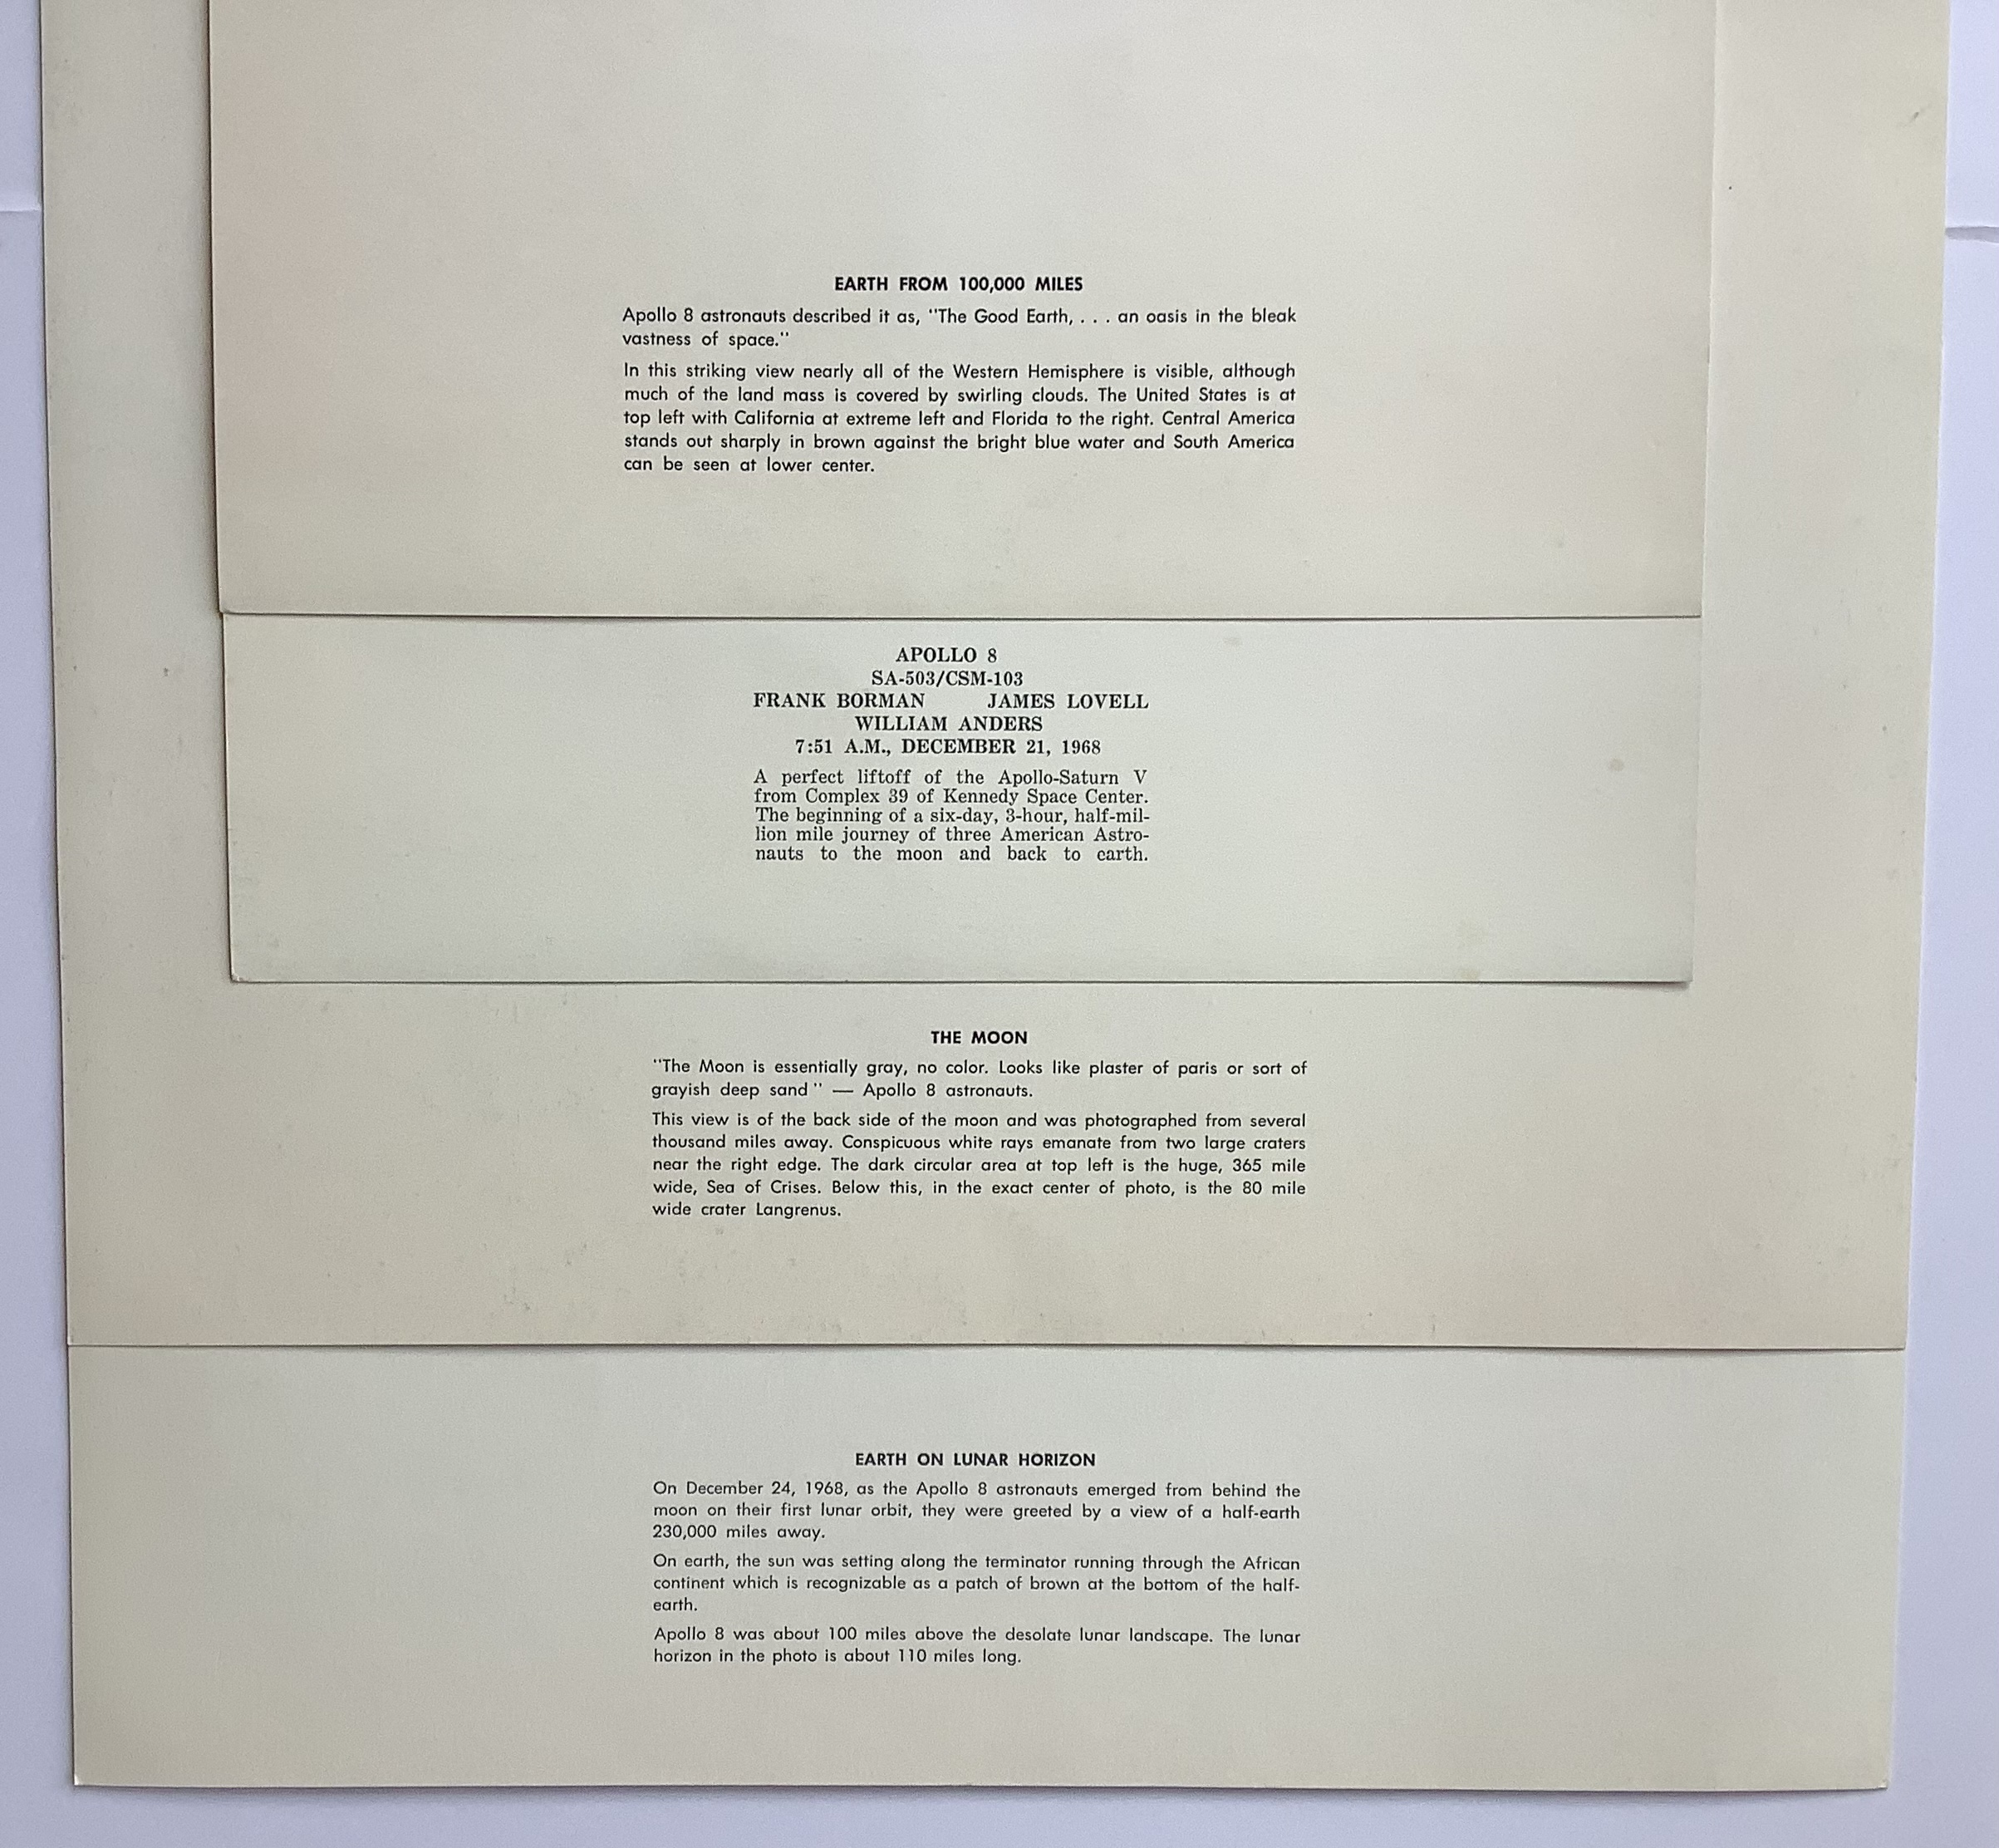 EARTH FROM 100,000 MILES
Apollo 8 astronauts described it as, "The Good Earth, . . . an oasis in the bleak
vastness of space."
In this striking view nearly all of the Western Hemisphere is visible, although
much of the land mass is covered by swirling clouds. The United States is at
top left with California at extreme left and Florida to the right. Central America
stands out sharply in brown against the bright blue water and South America
can be seen at lower center.
APOLLO 8
SA-503/CSM-103
FRANK BORMAN JAMES LOVELL
WILLIAM ANDERS
7:51 A.M., DECEMBER 21, 1968
A perfect liftoff of the Apollo-Saturn V
from Complex 39 of Kennedy Space Center.
The beginning of a six-day, 3-hour, half-mil-
lion mile journey of three American Astro-
nauts to the moon and back to earth.
THE MOON
"The Moon is essentially gray, no color. Looks like plaster of paris or sort of
grayish deep sand" — Apollo 8 astronauts.
This view is of the back side of the moon and was photographed from several
thousand miles away. Conspicuous white rays emanate from two large craters
near the right edge. The dark circular area at top left is the huge, 365 mile
wide, Sea of Crises. Below this, in the exact center of photo, is the 80 mile
wide crater Langrenus.
EARTH ON LUNAR HORIZON
On December 24, 1968, as the Apollo 8 astronauts emerged from behind the
moon on their first lunar orbit, they were greeted by a view of a half-earth
230,000 miles away.
On earth, the sun was setting along the terminator running through the African
continent which is recognizable as a patch of brown at the bottom of the half-
earth.
Apollo 8 was about 100 miles above the desolate lunar landscape. The lunar
horizon in the photo is about 110 miles long.